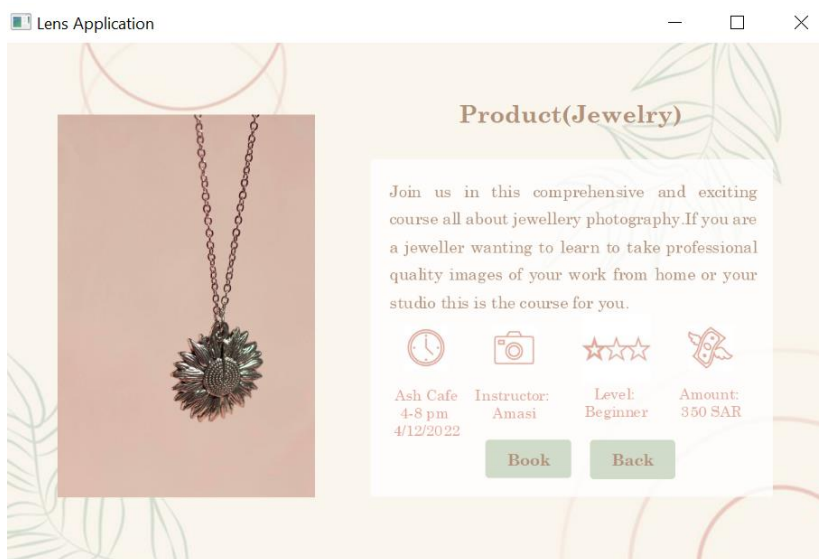 Lens Application
Product(Jewelry)
Join us in this comprehensive and exciting
course all about jewellery photography.If you are
a jeweller wanting to learn to take professional
quality images of your work from home or your
studio this is the course for you.
Ash Cafe
4-8 pm
4/12/2022
Instructor:
Amasi
Level:
Beginner
Amount:
350 SAR
Book
Back